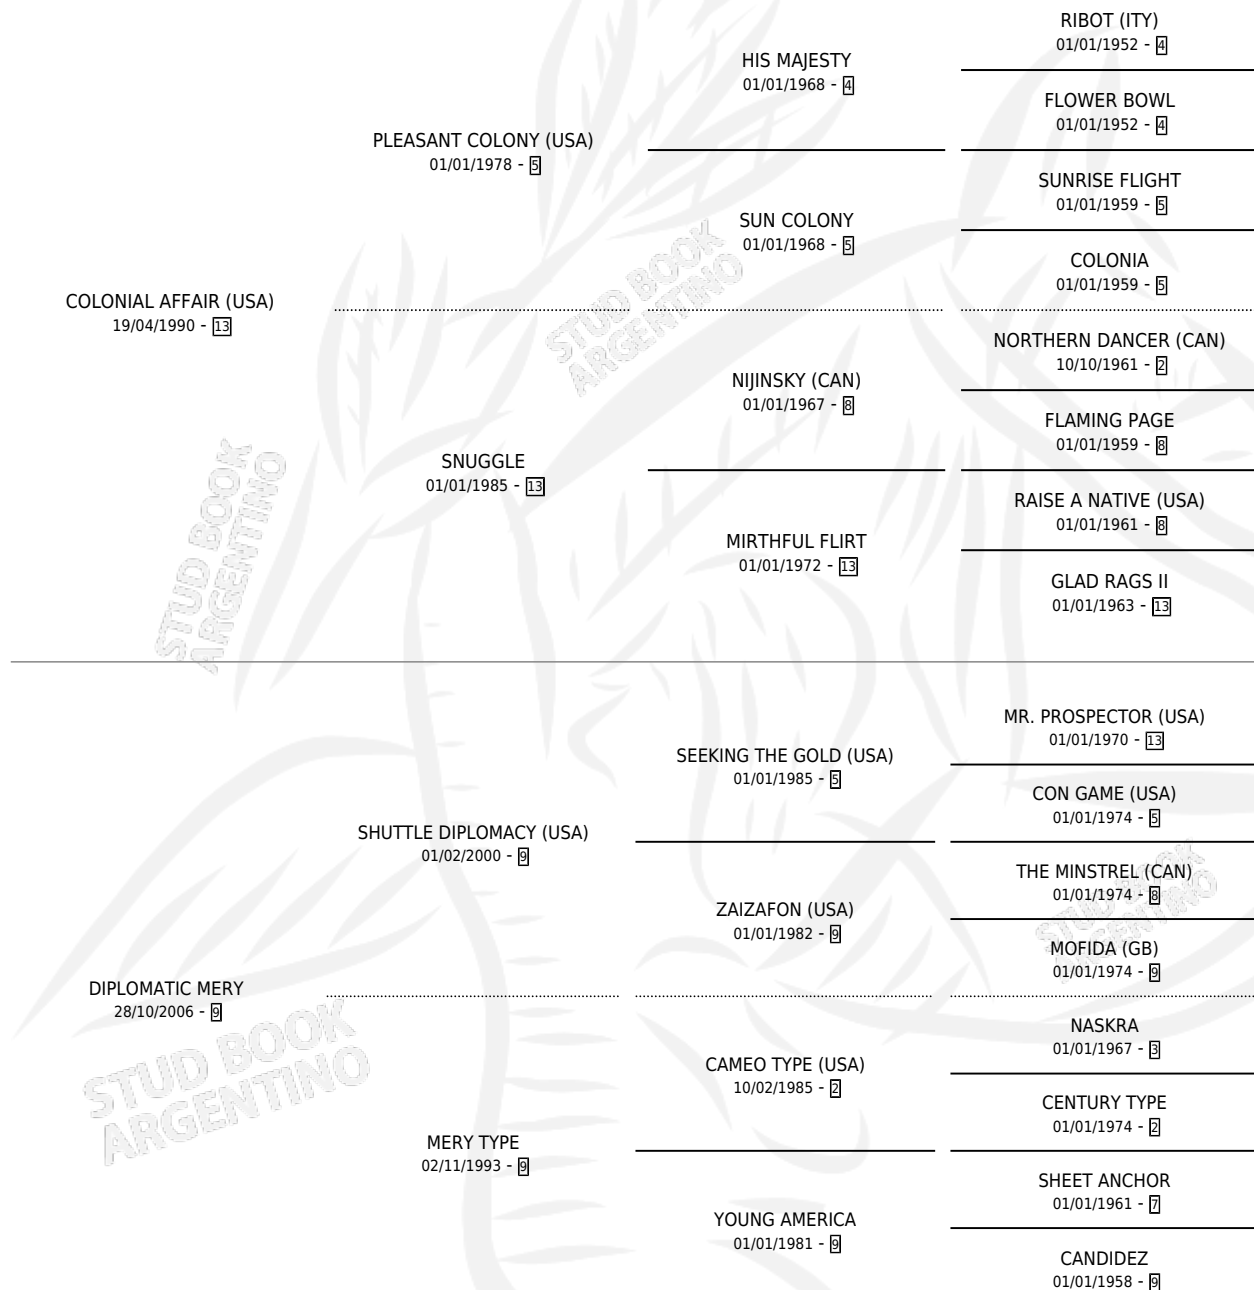 RIBOT (ITY)
01/01/1952 - 4
HIS MAJESTY
01/01/1968 - 4
FLOWER BOWL
01/01/1952 - 4
PLEASANT COLONY (USA)
01/01/1978 - 5
SUNRISE FLIGHT
01/01/1959 - 5
SUN COLONY
01/01/1968 - 5
COLONIA
01/01/1959 - 5
COLONIAL AFFAIR (USA)
19/04/1990 - 13
NORTHERN DANCER (CAN)
10/10/1961 - 2
NIJINSKY (CAN)
01/01/1967 - 8
FLAMING PAGE
01/01/1959 - 8
SNUGGLE
01/01/1985 - 13
RAISE A NATIVE (USA)
01/01/1961 - 8
MIRTHFUL FLIRT
01/01/1972 - 13
GLAD RAGS II
01/01/1963 - 13
STUD BOOK
ARGENTINO
STUD BOOK
ARGENTINO
MR. PROSPECTOR (USA)
01/01/1970 - 13
SEEKING THE GOLD (USA)
01/01/1985 - 5
CON GAME (USA)
01/01/1974 - 5
SHUTTLE DIPLOMACY (USA)
01/02/2000 - 9
THE MINSTREL (CAN)
01/01/1974 - 8
ZAIZAFON (USA)
01/01/1982 - 9
MOFIDA (GB)
01/01/1974 - 9
DIPLOMATIC MERY
28/10/2006 - 9
NASKRA
01/01/1967 - 3
CAMEO TYPE (USA)
10/02/1985 - 2
CENTURY TYPE
01/01/1974 - 2
MERY TYPE
02/11/1993 - 9
SHEET ANCHOR
01/01/1961 - 7
YOUNG AMERICA
01/01/1981 - 9
CANDIDEZ
01/01/1958 - 9
STUD BOOK
ARGENTINO
STUD BOOK
ARGENTINO